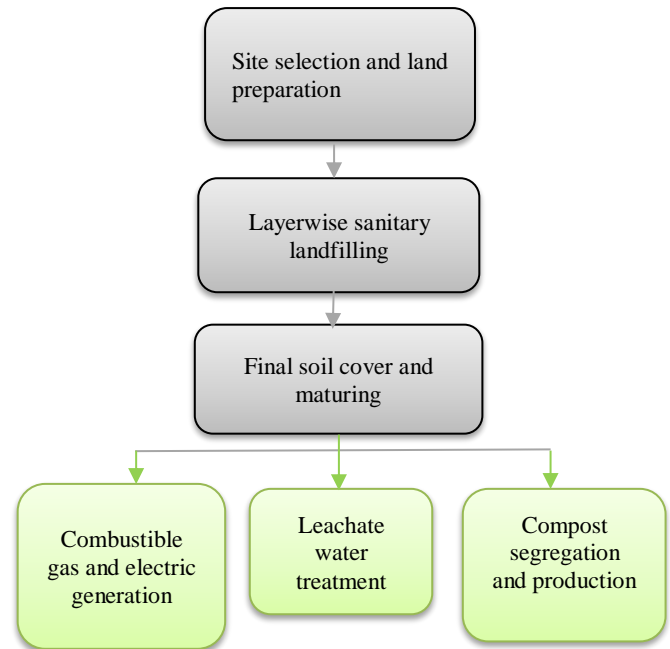 Site selection and land
preparation
Layerwise sanitary
landfilling
Final soil cover and
maturing
Combustible
gas and electric
generation
Leachate
water
treatment
Compost
segregation
and production